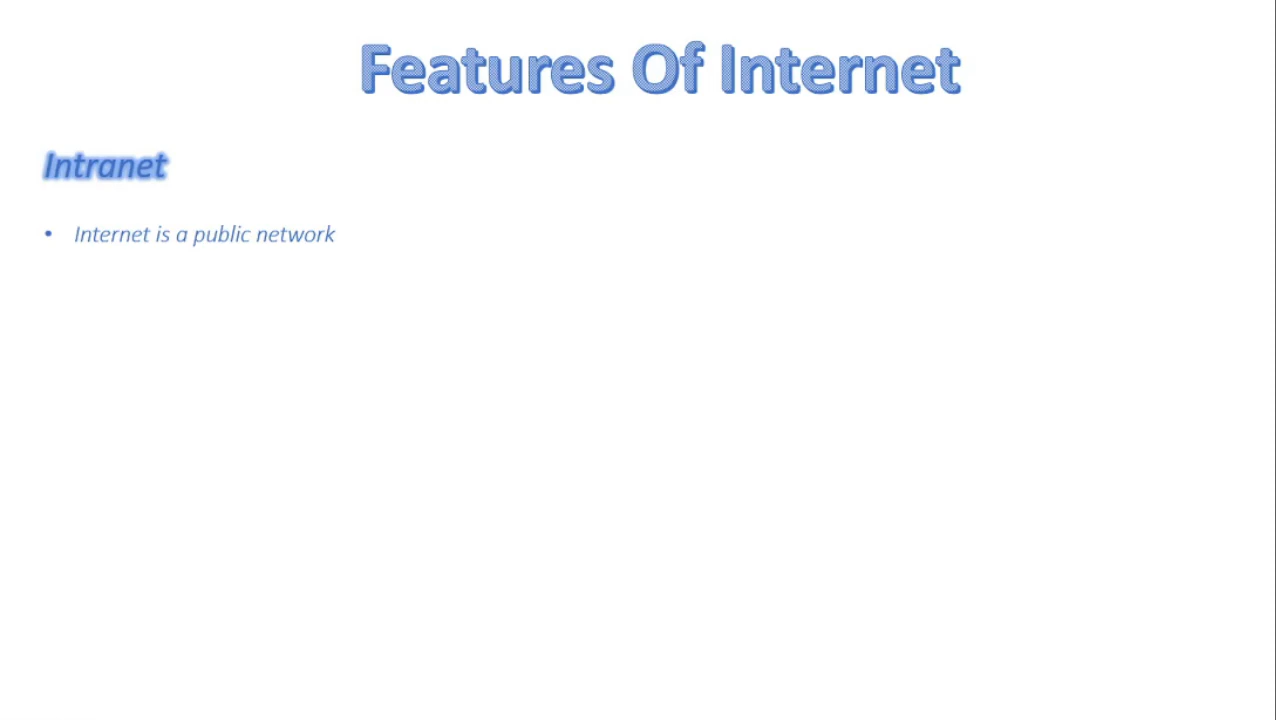 Features Of Internet
Intranet
• Internet is a public network